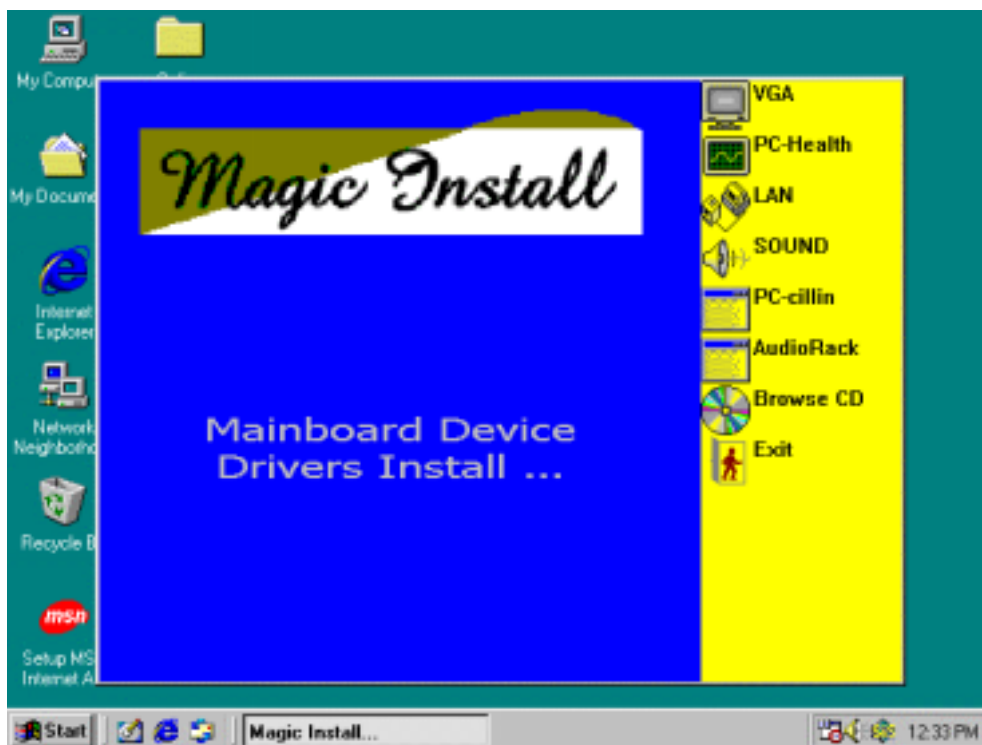 My Compu
My Docume
Internet
Explorer
Network
Neighborho
Recycle B
msn
Setup MS
Internet A
Magic Install
Mainboard Device
Drivers Install ...
VGA
PC-Health
LAN
SOUND
PC-cillin
AudioRack
Browse CD
Exit
Start
Magic Install...
12:33 PM